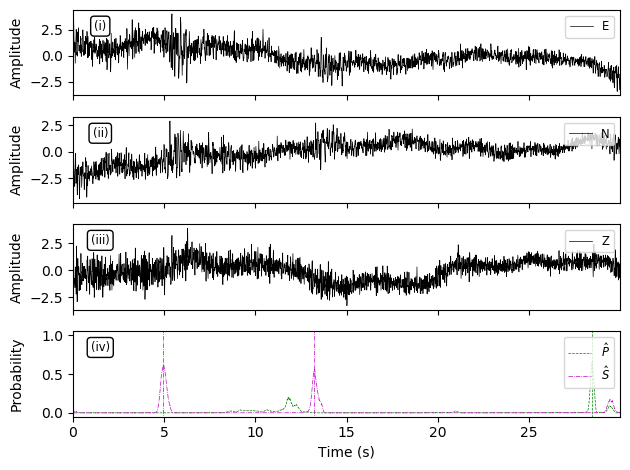 Amplitude
2.5
0.0
−2.5
(i)
E
Amplitude
2.5
0.0
−2.5
(ii)
N
Amplitude
2.5
0.0
−2.5
(iii)
Z
Probability
1.0
0.5
0.0
(iv)
P̂
Ŝ
0 5 10 15 20 25
Time (s)